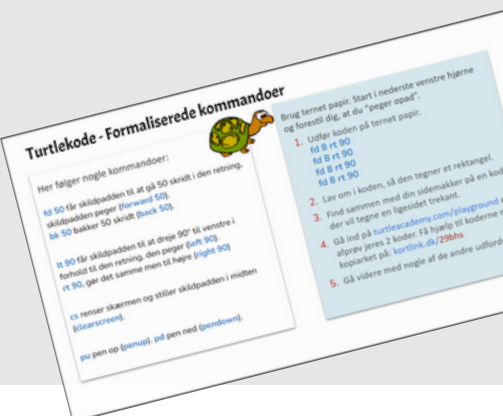 Turtlekode - Formaliserede kommandoer
Her følger nogle kommandoer:
fd 50 får skildpadden til at gå 50 skridt i den retning,
skildpadden peger (forward 50).
bk 50 bakker 50 skridt (back 50).
lt 90 får skildpadden til at dreje 90° til venstre i
forhold til den retning, den peger (left 90).
rt 90, gør det samme men til højre (right 90)
cs renser skærmen og stiller skildpadden i midten
(clearscreen).
pu pen op (penup). pd pen ned (pendown).
Brug ternet papir. Start i nederste venstre hjørne
og forestil dig, at du "peger opad".
1. Udfør koden på ternet papir.
fd 8 rt 90
fd 8 rt 90
fd 8 rt 90
fd 8 rt 90
2. Lav om i koden, så den tegner et rektangel.
3. Find sammen med din sidemakker på en kod
der vil tegne en ligesidet trekant.
4. Gå ind på turtleacademy.com/playground
afprøv jeres 2 koder. Få hjælp til koderne
kopiarket på: kortlink.dk/29bhs
5. Gå videre med nogle af de andre udfordr